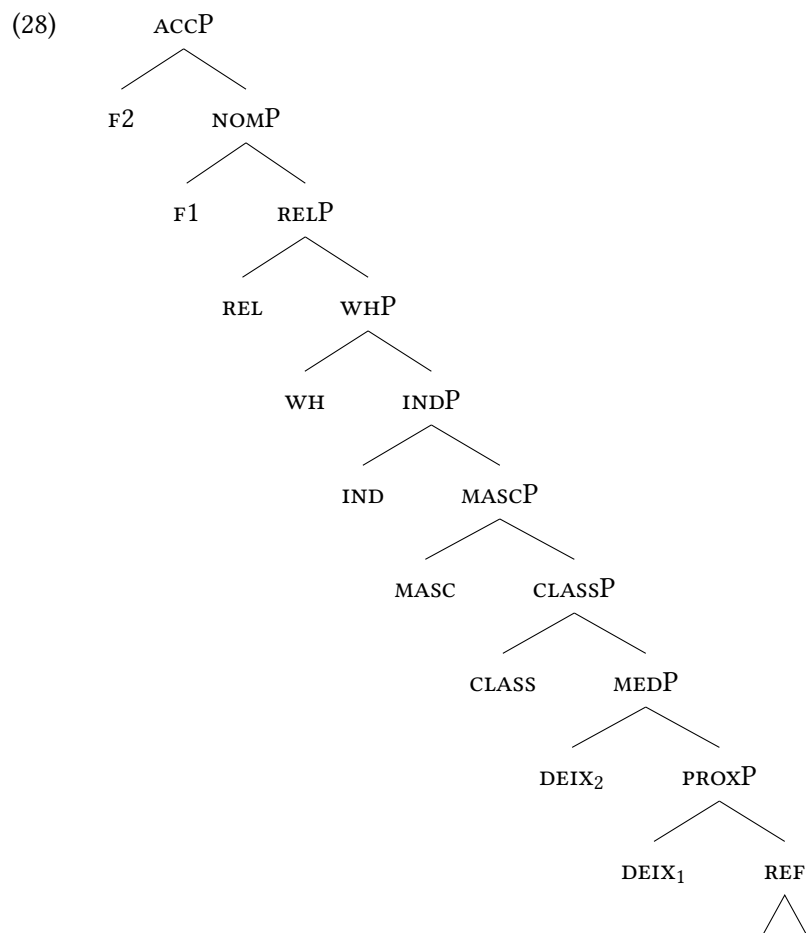 (28) ACCP
F2 NOMP
F1 RELP
REL WHP
WH INDP
IND MASCP
MASC CLASSP
CLASS MEDP
DEIX₂ PROXP
DEIX₁ REF